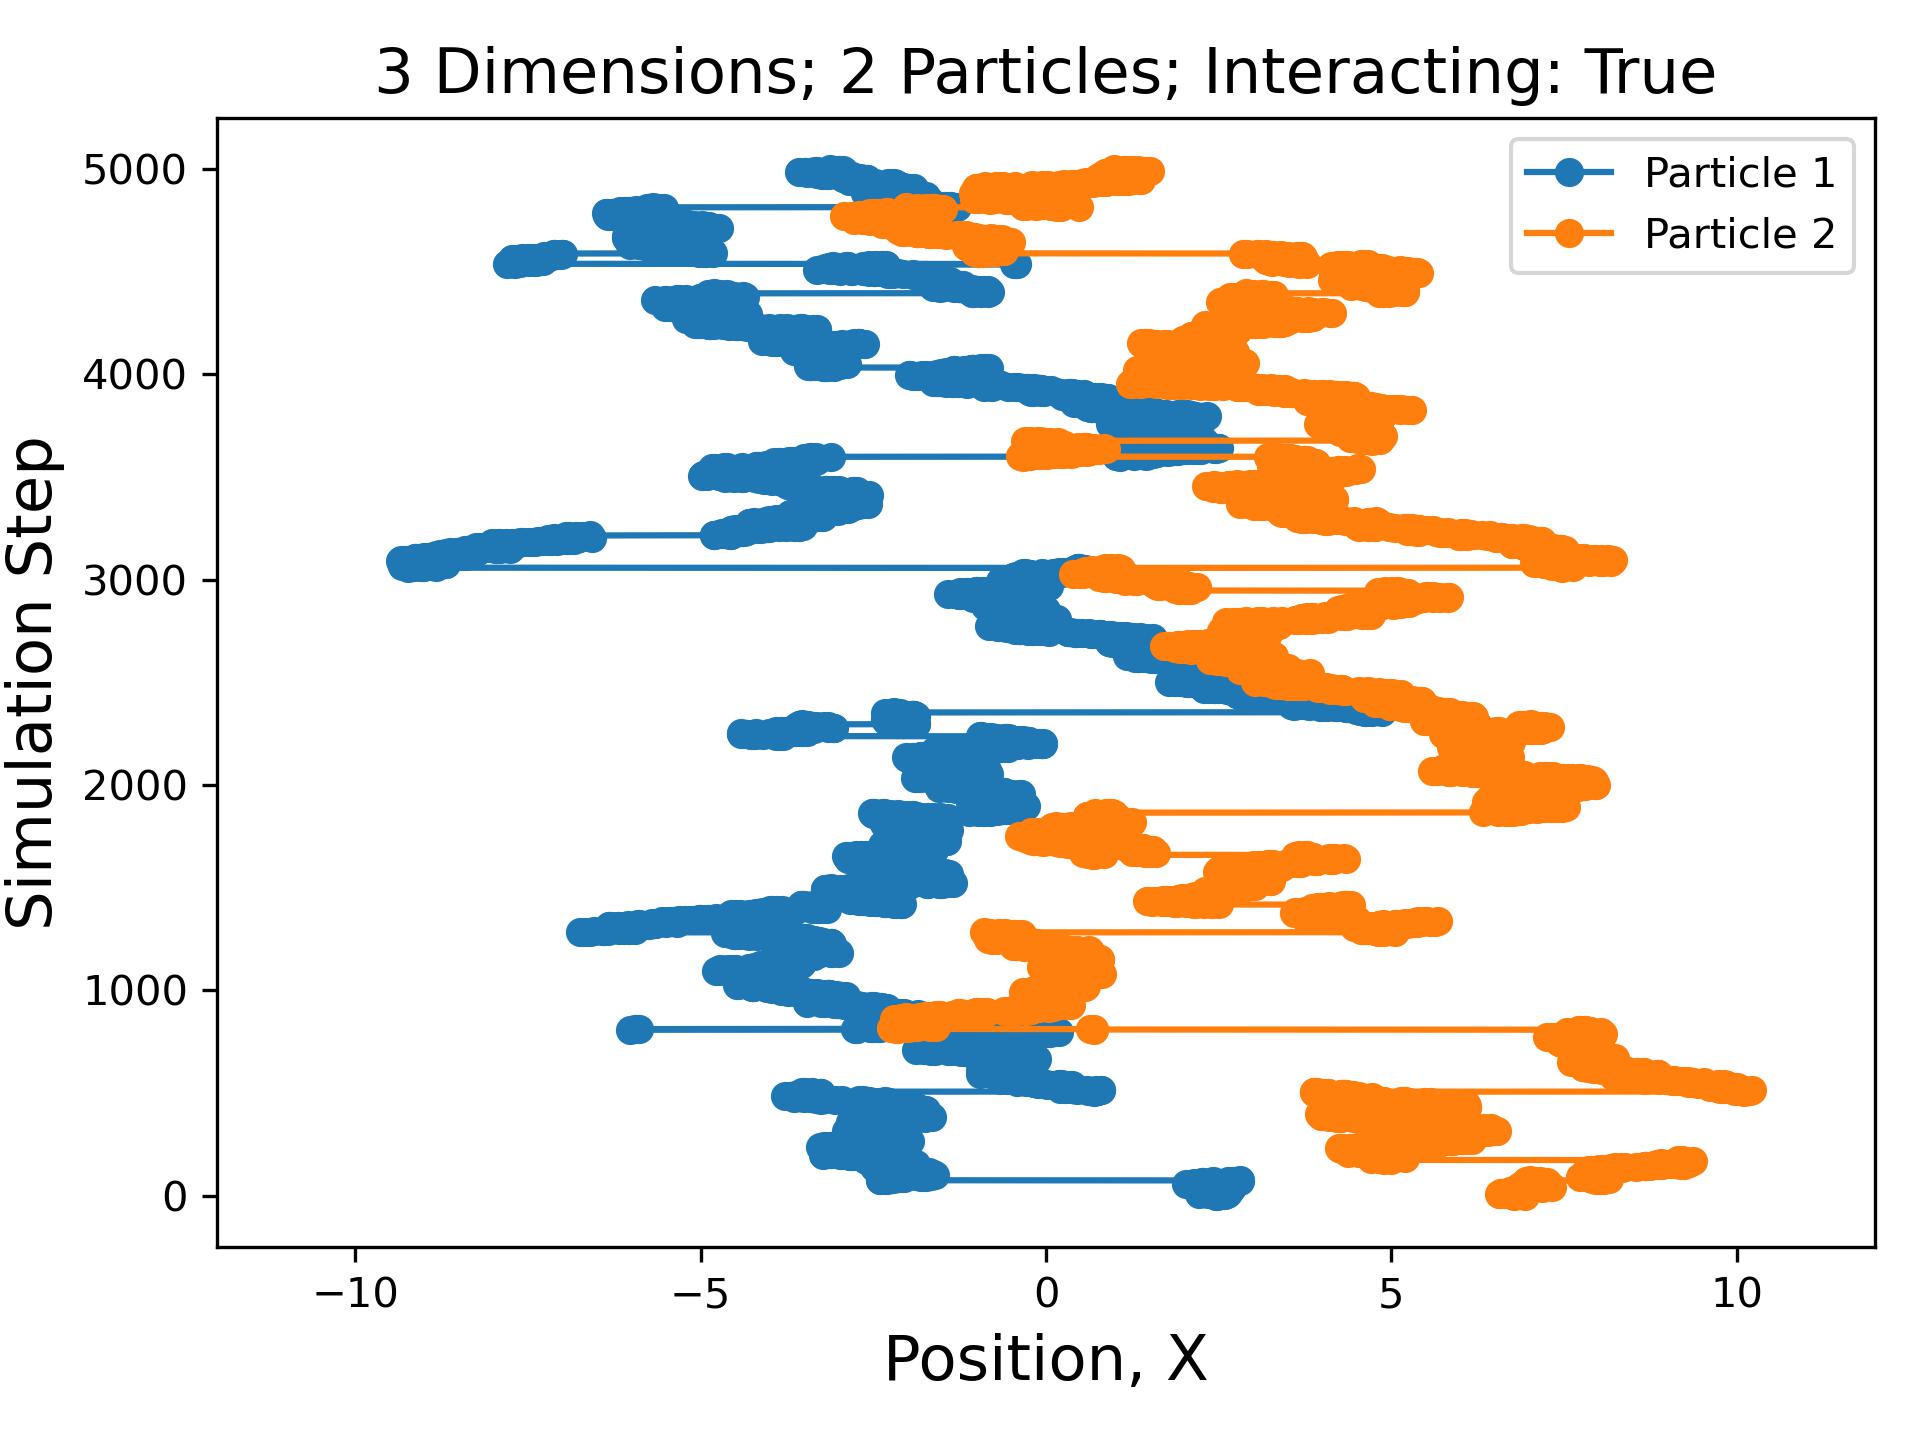 3 Dimensions; 2 Particles; Interacting: True
Particle 1
Particle 2
Simulation Step
5000
4000
3000
2000
1000
0
−10
−5
0
5
10
Position, X